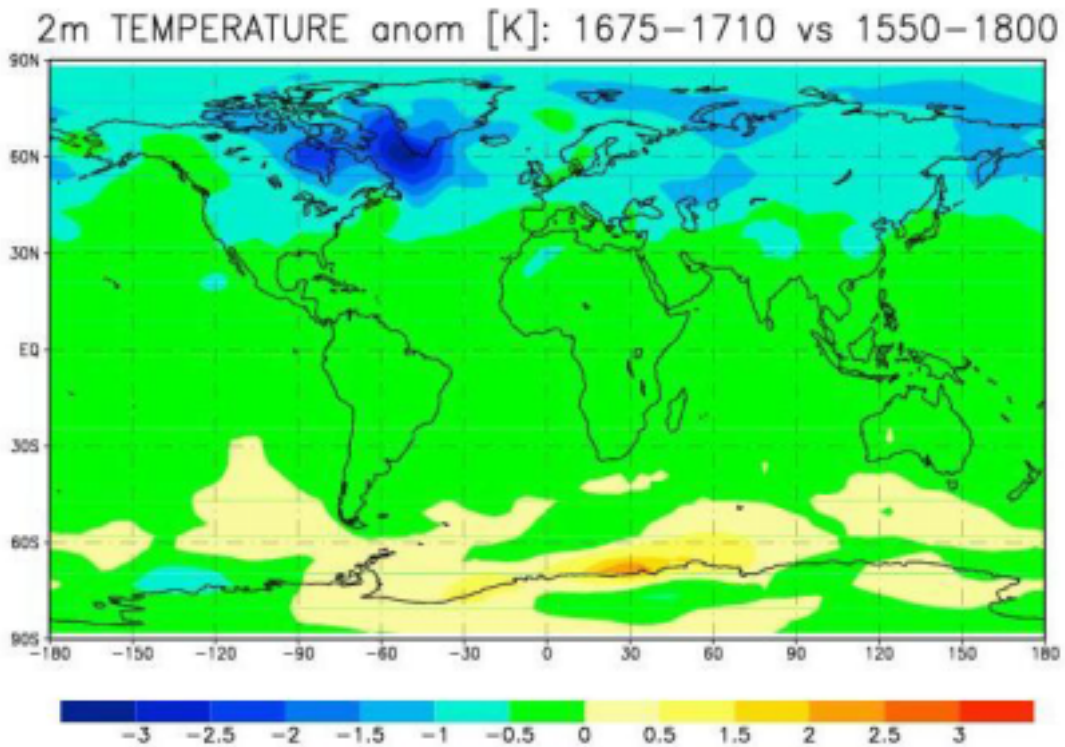 2m TEMPERATURE anom [K]: 1675-1710 vs 1550-1800
90N
60N
30N
EQ
30S
60S
90S
-180 -150 -120 -90 -60 -30 0 30 60 90 120 150 180
-3 -2.5 -2 -1.5 -1 -0.5 0 0.5 1 1.5 2 2.5 3